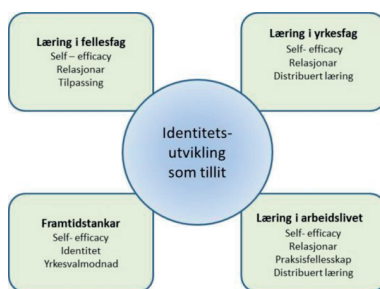 Læring i fellesfag
Self – efficacy
Relasjonar
Tilpassing
Læring i yrkesfag
Self- efficacy
Relasjonar
Distribuert læring
Identitets-
utvikling
som tillit
Framtidstankar
Self- efficacy
Identitet
Yrkesvalmodnad
Læring i arbeidslivet
Self- efficacy
Relasjonar
Praksisfellesskap
Distribuert læring